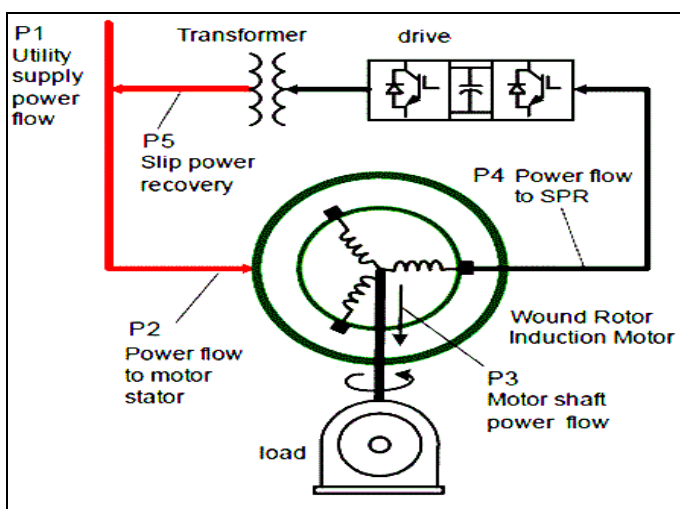 P1
Utility
supply
power
flow
Transformer
drive
P5
Slip power
recovery
P4 Power flow
to SPR
P2
Power flow
to motor
stator
Wound Rotor
Induction Motor
P3
Motor shaft
power flow
load